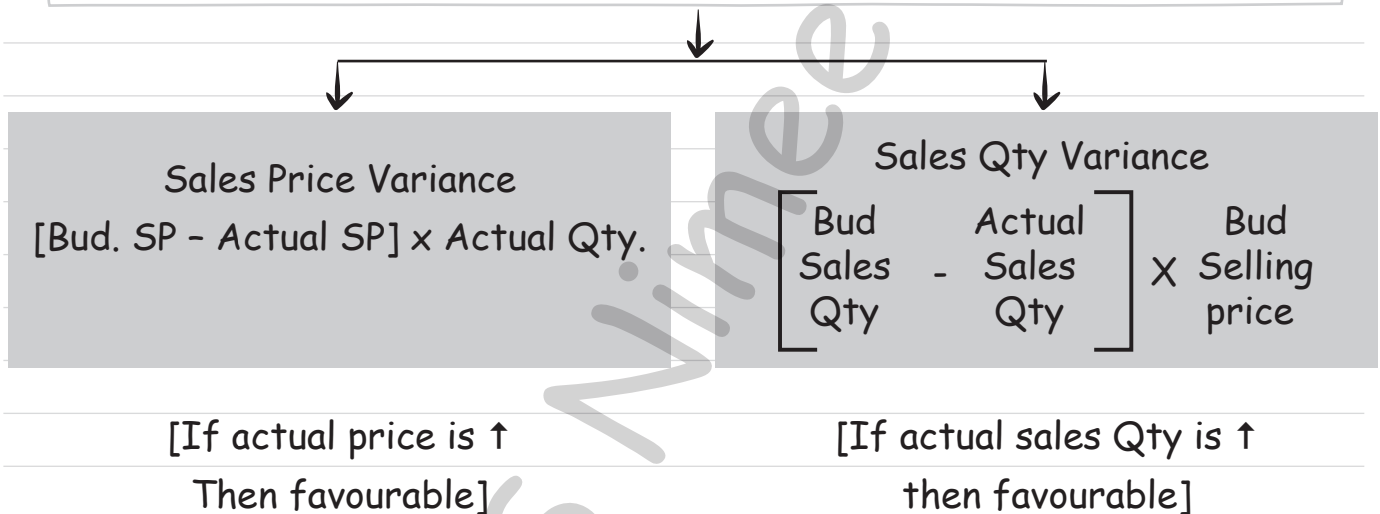 Sales Price Variance
[Bud. SP – Actual SP] x Actual Qty.
Sales Qty Variance
[Bud Sales Qty - Actual Sales Qty] X Bud Selling price
[If actual price is ↑
Then favourable]
[If actual sales Qty is ↑
then favourable]
Nimee